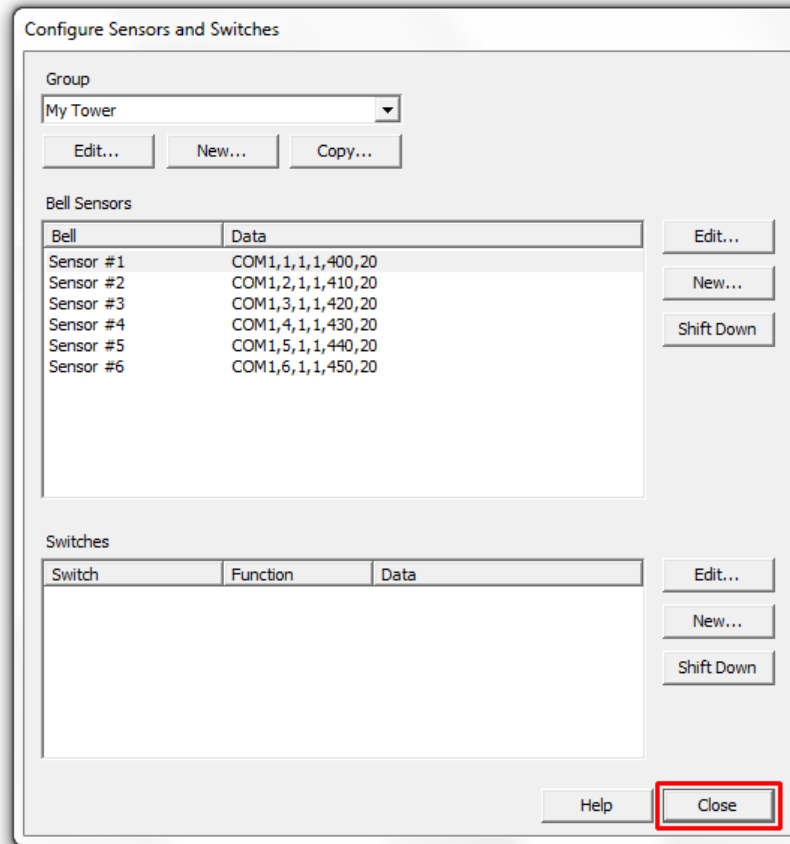 Configure Sensors and Switches
Group
My Tower
Edit... New... Copy...
Bell Sensors
Bell Data
Sensor #1 COM1,1,1,1,400,20
Sensor #2 COM1,2,1,1,410,20
Sensor #3 COM1,3,1,1,420,20
Sensor #4 COM1,4,1,1,430,20
Sensor #5 COM1,5,1,1,440,20
Sensor #6 COM1,6,1,1,450,20
Edit...
New...
Shift Down
Switches
Switch Function Data
Edit...
New...
Shift Down
Help Close